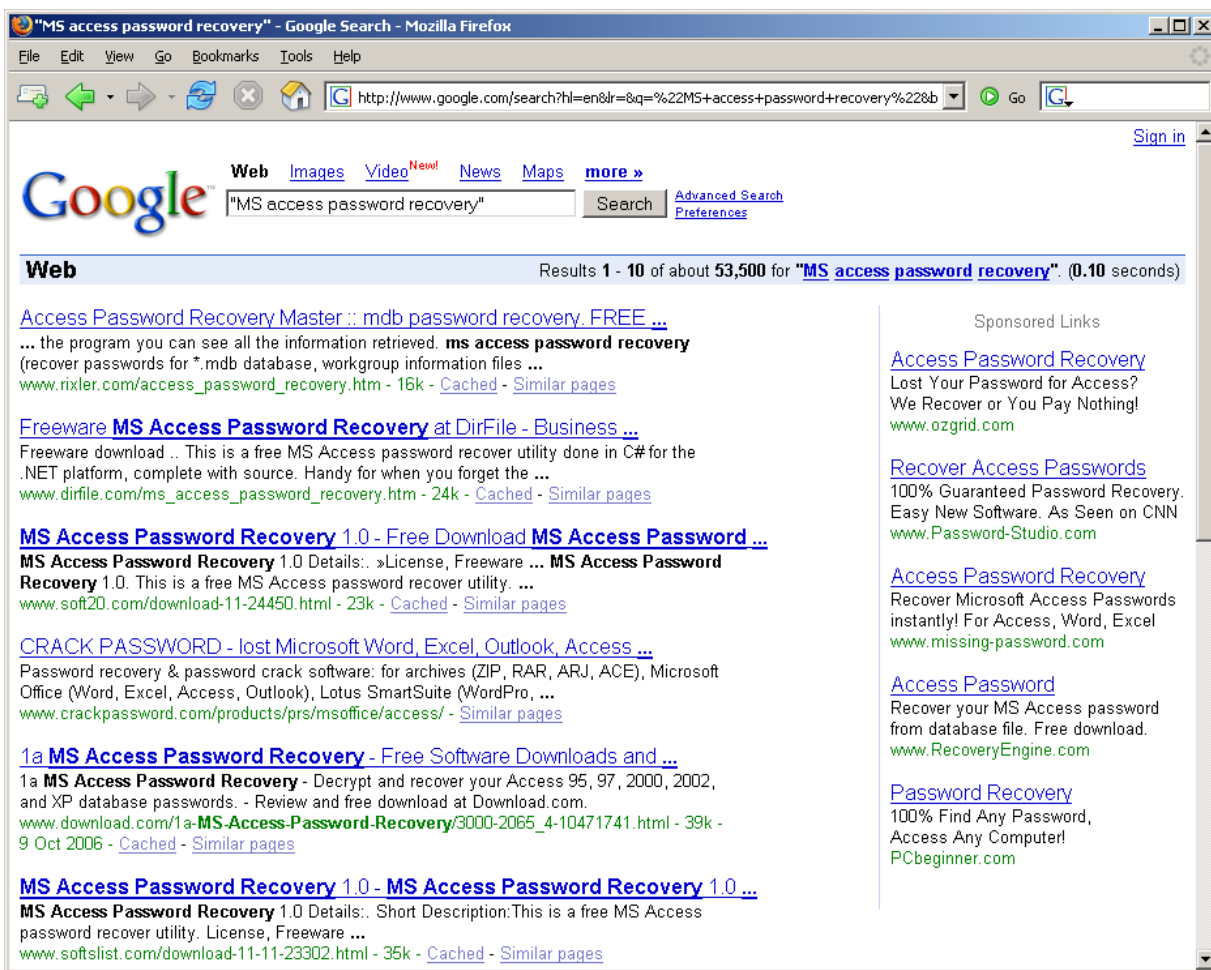 "MS access password recovery" - Google Search - Mozilla Firefox
File Edit View Go Bookmarks Tools Help
http://www.google.com/search?hl=en&lr=&q=%22MS+access+password+recovery%22&b Go
Sign in
Google™
Web Images Video New! News Maps more »
"MS access password recovery" Search Advanced Search
Preferences
Web Results 1 - 10 of about 53,500 for "MS access password recovery". (0.10 seconds)
Access Password Recovery Master :: mdb password recovery. FREE ...
... the program you can see all the information retrieved. ms access password recovery
(recover passwords for *.mdb database, workgroup information files ...
www.rixler.com/access_password_recovery.htm - 16k - Cached - Similar pages
Freeware MS Access Password Recovery at DirFile - Business ...
Freeware download .. This is a free MS Access password recover utility done in C# for the
.NET platform, complete with source. Handy for when you forget the ...
www.dirfile.com/ms_access_password_recovery.htm - 24k - Cached - Similar pages
MS Access Password Recovery 1.0 - Free Download MS Access Password ...
MS Access Password Recovery 1.0 Details:. »License, Freeware ... MS Access Password
Recovery 1.0. This is a free MS Access password recover utility. ...
www.soft20.com/download-11-24450.html - 23k - Cached - Similar pages
CRACK PASSWORD - lost Microsoft Word, Excel, Outlook, Access ...
Password recovery & password crack software: for archives (ZIP, RAR, ARJ, ACE), Microsoft
Office (Word, Excel, Access, Outlook), Lotus SmartSuite (WordPro, ...
www.crackpassword.com/products/prs/msoffice/access/ - Similar pages
1a MS Access Password Recovery - Free Software Downloads and ...
1a MS Access Password Recovery - Decrypt and recover your Access 95, 97, 2000, 2002,
and XP database passwords. - Review and free download at Download.com.
www.download.com/1a-MS-Access-Password-Recovery/3000-2065_4-10471741.html - 39k -
9 Oct 2006 - Cached - Similar pages
MS Access Password Recovery 1.0 - MS Access Password Recovery 1.0 ...
MS Access Password Recovery 1.0 Details:. Short Description:This is a free MS Access
password recover utility. License, Freeware ...
www.softslist.com/download-11-11-23302.html - 35k - Cached - Similar pages
Sponsored Links
Access Password Recovery
Lost Your Password for Access?
We Recover or You Pay Nothing!
www.ozgrid.com
Recover Access Passwords
100% Guaranteed Password Recovery.
Easy New Software. As Seen on CNN
www.Password-Studio.com
Access Password Recovery
Recover Microsoft Access Passwords
instantly! For Access, Word, Excel
www.missing-password.com
Access Password
Recover your MS Access password
from database file. Free download.
www.RecoveryEngine.com
Password Recovery
100% Find Any Password,
Access Any Computer!
PCbeginner.com